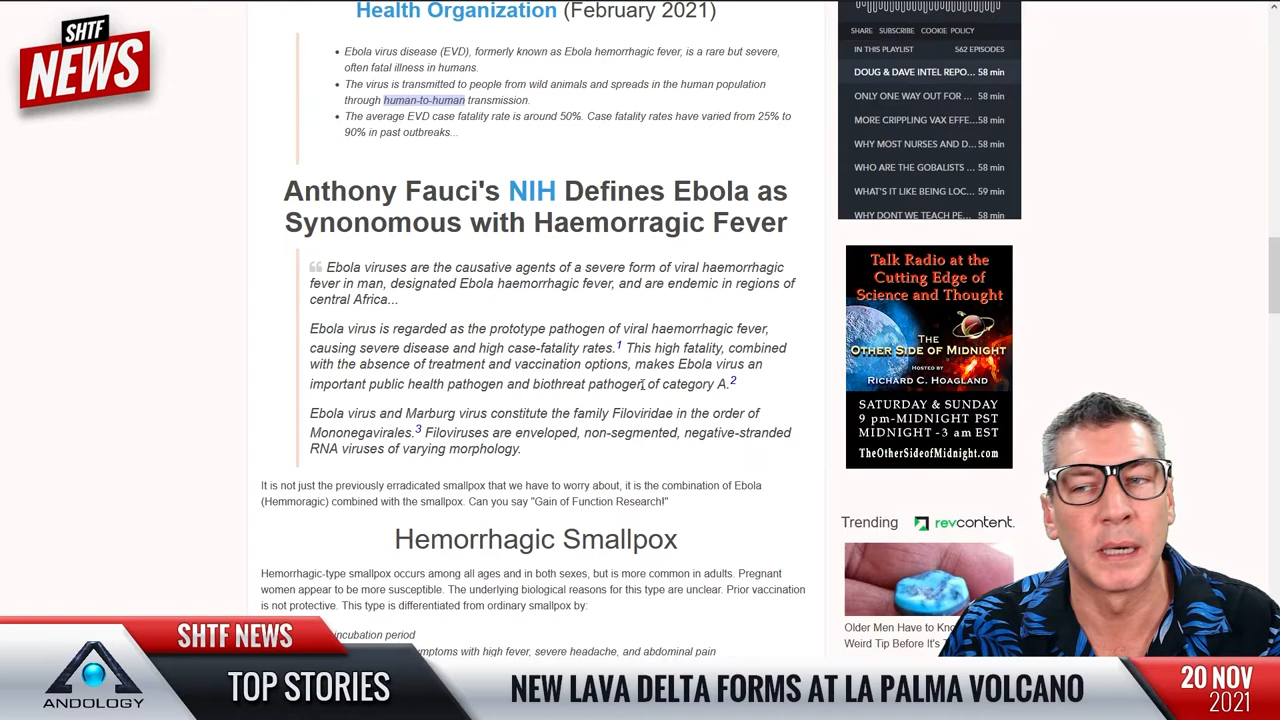 SHTF
NEWS
Health Organization (February 2021)
Ebola virus disease (EVD), formerly known as Ebola hemorrhagic fever, is a rare but severe,
often fatal illness in humans.
The virus is transmitted to people from wild animals and spreads in the human population
through human-to-human transmission.
The average EVD case fatality rate is around 50%. Case fatality rates have varied from 25% to
90% in past outbreaks...
Anthony Fauci's NIH Defines Ebola as
Synonomous with Haemorragic Fever
Ebola viruses are the causative agents of a severe form of viral haemorrhagic
fever in man, designated Ebola haemorrhagic fever, and are endemic in regions of
central Africa...
Ebola virus is regarded as the prototype pathogen of viral haemorrhagic fever,
causing severe disease and high case-fatality rates.1 This high fatality, combined
with the absence of treatment and vaccination options, makes Ebola virus an
important public health pathogen and biothreat pathogen of category A.2
Ebola virus and Marburg virus constitute the family Filoviridae in the order of
Mononegavirales.3 Filoviruses are enveloped, non-segmented, negative-stranded
RNA viruses of varying morphology.
It is not just the previously erradicated smallpox that we have to worry about, it is the combination of Ebola
(Hemmoragic) combined with the smallpox. Can you say "Gain of Function Research!"
Hemorrhagic Smallpox
Hemorrhagic-type smallpox occurs among all ages and in both sexes, but is more common in adults. Pregnant
women appear to be more susceptible. The underlying biological reasons for this type are unclear. Prior vaccination
is not protective. This type is differentiated from ordinary smallpox by:
incubation period
with high fever, severe headache, and abdominal pain
SHARE SUBSCRIBE COOKIE POLICY
IN THIS PLAYLIST 562 EPISODES
DOUG & DAVE INTEL REPO... 58 min
ONLY ONE WAY OUT FOR ... 58 min
MORE CRIPPLING VAX EFFE... 58 min
WHY MOST NURSES AND D... 58 min
WHO ARE THE GOBALISTS ... 58 min
WHAT'S IT LIKE BEING LOC... 59 min
WHY DONT WE TEACH PE... 58 min
Talk Radio at the
Cutting Edge of
Science and Thought
THE
OTHER SIDE OF MIDNIGHT
HOSTED BY
RICHARD C. HOAGLAND
SATURDAY & SUNDAY
9 pm-MIDNIGHT PST
MIDNIGHT -3 am EST
TheOtherSideofMidnight.com
Trending revcontent.
Older Men Have to
Weird Tip Before
SHTF NEWS
ANDOLOGY
TOP STORIES
NEW LAVA DELTA FORMS AT LA PALMA VOLCANO
20 NOV
2021